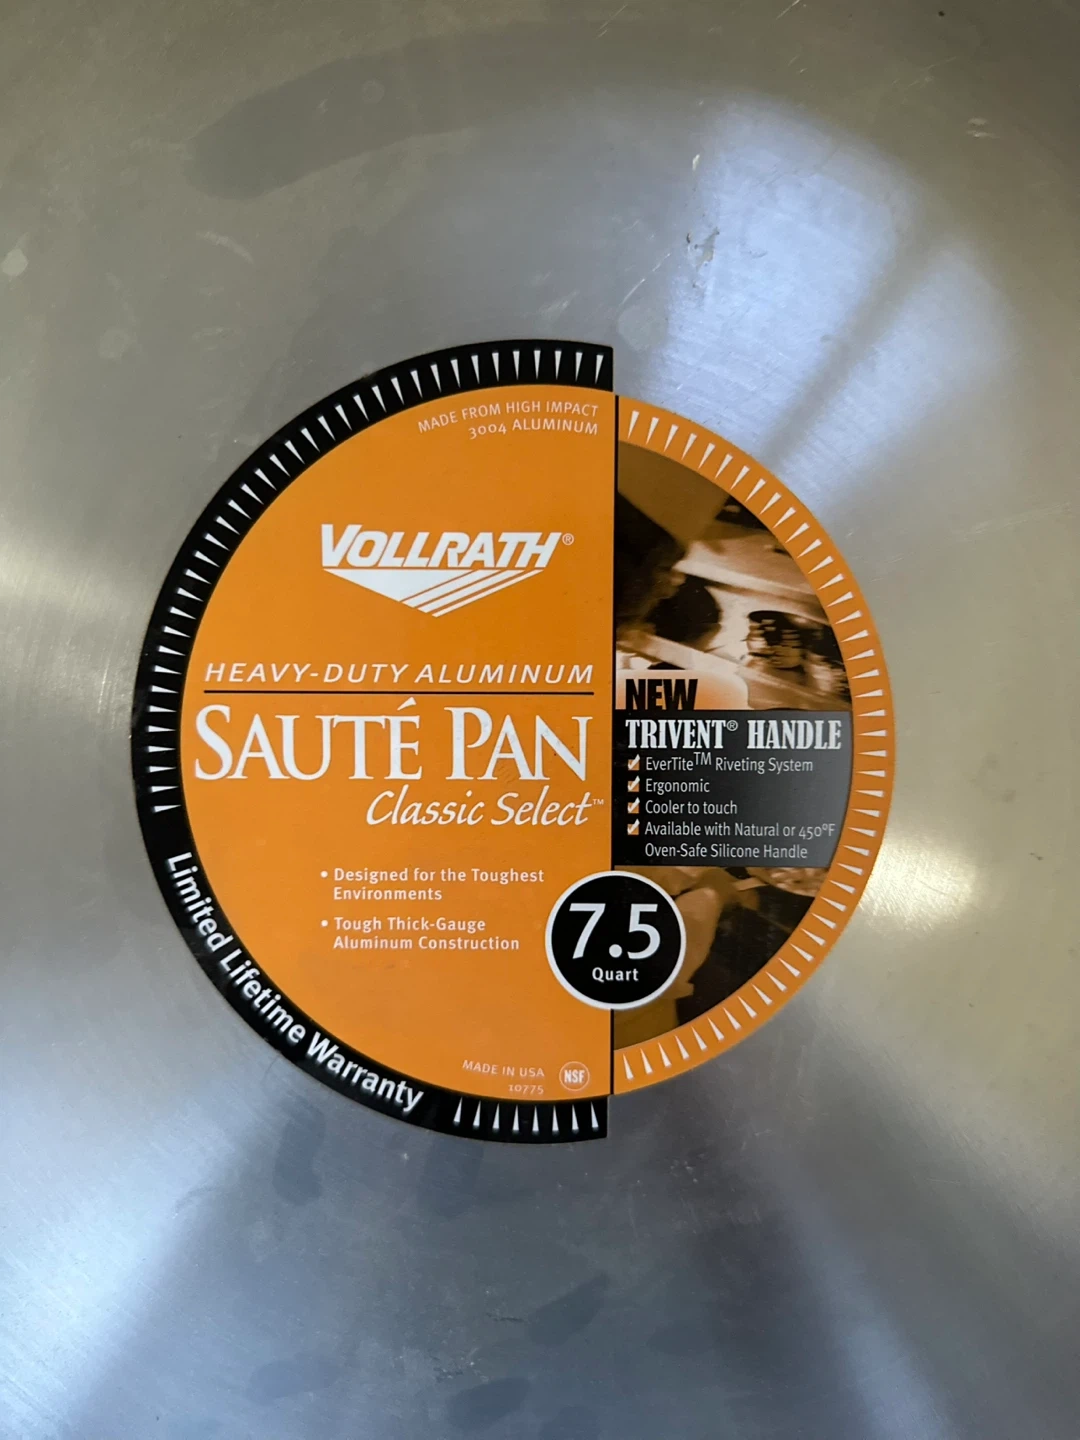 MADE FROM HIGH IMPACT
3004 ALUMINUM
VOLLRATH®
HEAVY-DUTY ALUMINUM
SAUTÉ PAN
Classic Select™
• Designed for the Toughest
Environments
• Tough Thick-Gauge
Aluminum Construction
Limited Lifetime Warranty
MADE IN USA
10775
NSF
NEW
TRIVENT® HANDLE
EverTite™ Riveting System
Ergonomic
Cooler to touch
Available with Natural or 450ºF
Oven-Safe Silicone Handle
7.5
Quart